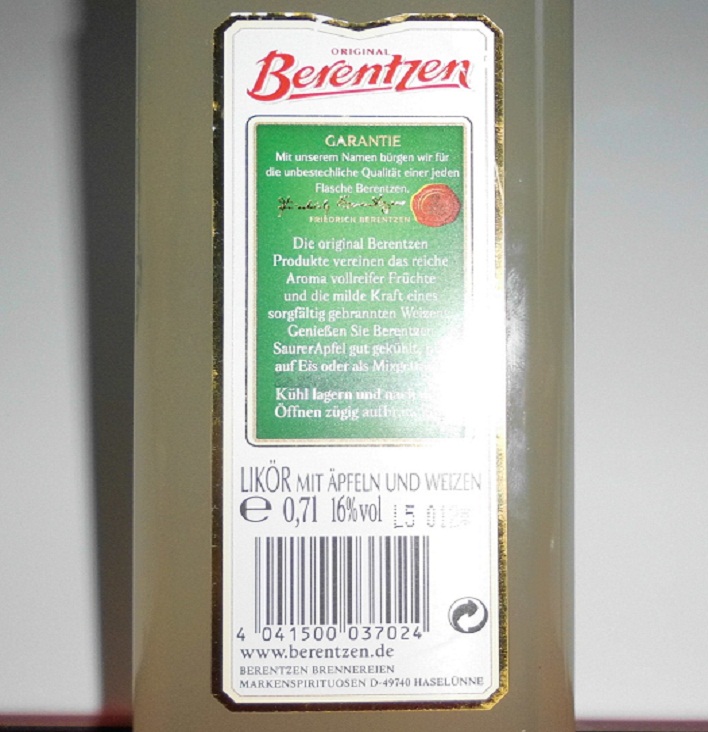 ORIGINAL
Berentzen
GARANTIE
Mit unserem Namen bürgen wir für
die unbestechliche Qualität einer jeden
Flasche Berentzen.
FRIEDRICH BERENTZEN
Die original Berentzen
Produkte vereinen das reiche
Aroma vollreifer Früchte
und die milde Kraft eines
sorgfältig gebrannten
Genießen Sie Berentzen
SaurerApfel gut gekühlt,
auf Eis oder als
Kühl lagern und nach
Öffnen zügig
LIKÖR MIT ÄPFELN UND WEIZEN
e 0,7l 16%vol L5
4 041500 037024
www.berentzen.de
BERENTZEN BRENNEREIEN
MARKENSPIRITUOSEN D-49740 HASELÜNNE